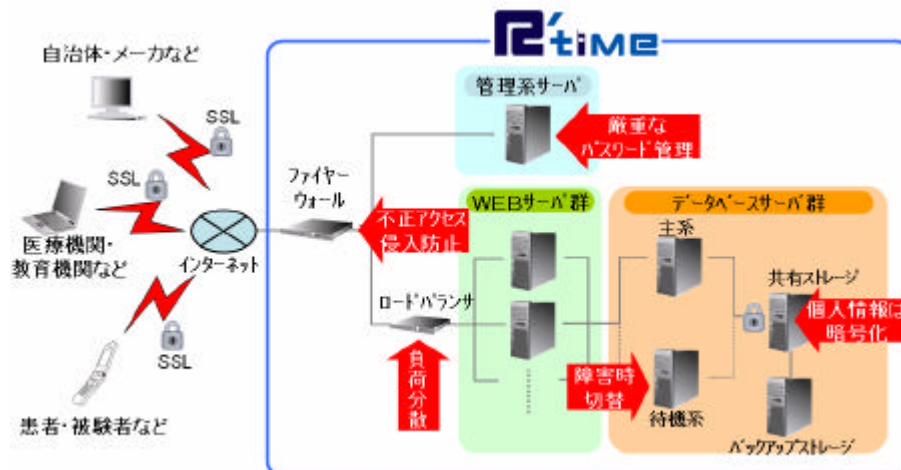 R'time
自治体・メーカなど
SSL
管理系サーバ
厳重な
パスワード管理
ファイヤー
ウォール
SSL
不正アクセス
侵入防止
WEBサーバ群
データベースサーバ群
主系
医療機関・
教育機関など
インターネット
共有ストレージ
ロードバランサ
個人情報は
暗号化
SSL
負荷分散
障害時
切替
待機系
患者・被験者など
バックアップストレージ